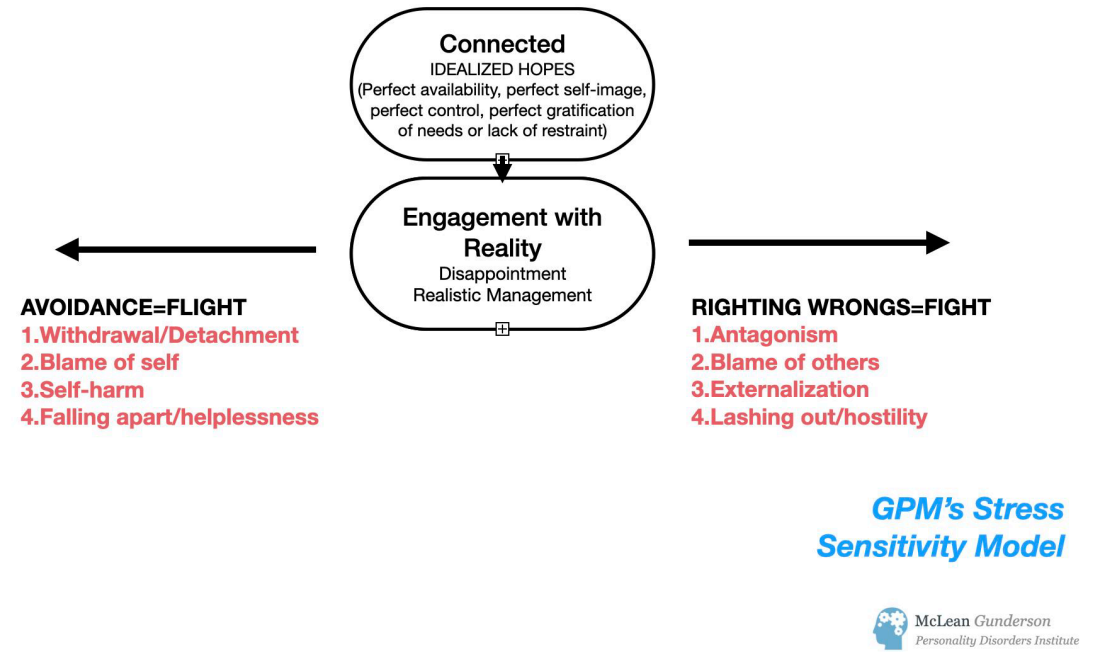 Connected
IDEALIZED HOPES
(Perfect availability, perfect self-image,
perfect control, perfect gratification
of needs or lack of restraint)
Engagement with
Reality
Disappointment
Realistic Management
AVOIDANCE=FLIGHT
1.Withdrawal/Detachment
2.Blame of self
3.Self-harm
4.Falling apart/helplessness
RIGHTING WRONGS=FIGHT
1.Antagonism
2.Blame of others
3.Externalization
4.Lashing out/hostility
GPM’s Stress
Sensitivity Model
McLean Gunderson
Personality Disorders Institute